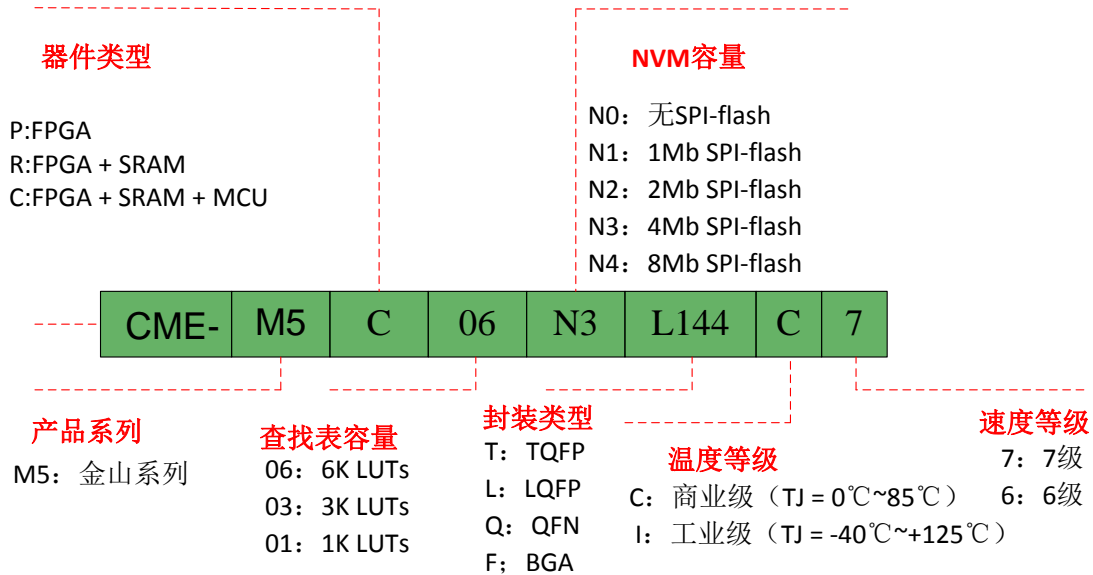 器件类型
P:FPGA
R:FPGA + SRAM
C:FPGA + SRAM + MCU
NVM容量
N0：无SPI-flash
N1：1Mb SPI-flash
N2：2Mb SPI-flash
N3：4Mb SPI-flash
N4：8Mb SPI-flash
CME- M5 C 06 N3 L144 C 7
产品系列
M5：金山系列
查找表容量
06：6K LUTs
03：3K LUTs
01：1K LUTs
封装类型
T：TQFP
L：LQFP
Q：QFN
F；BGA
温度等级
C：商业级（TJ = 0℃~85℃）
I：工业级（TJ = -40℃~+125℃）
速度等级
7：7级
6：6级